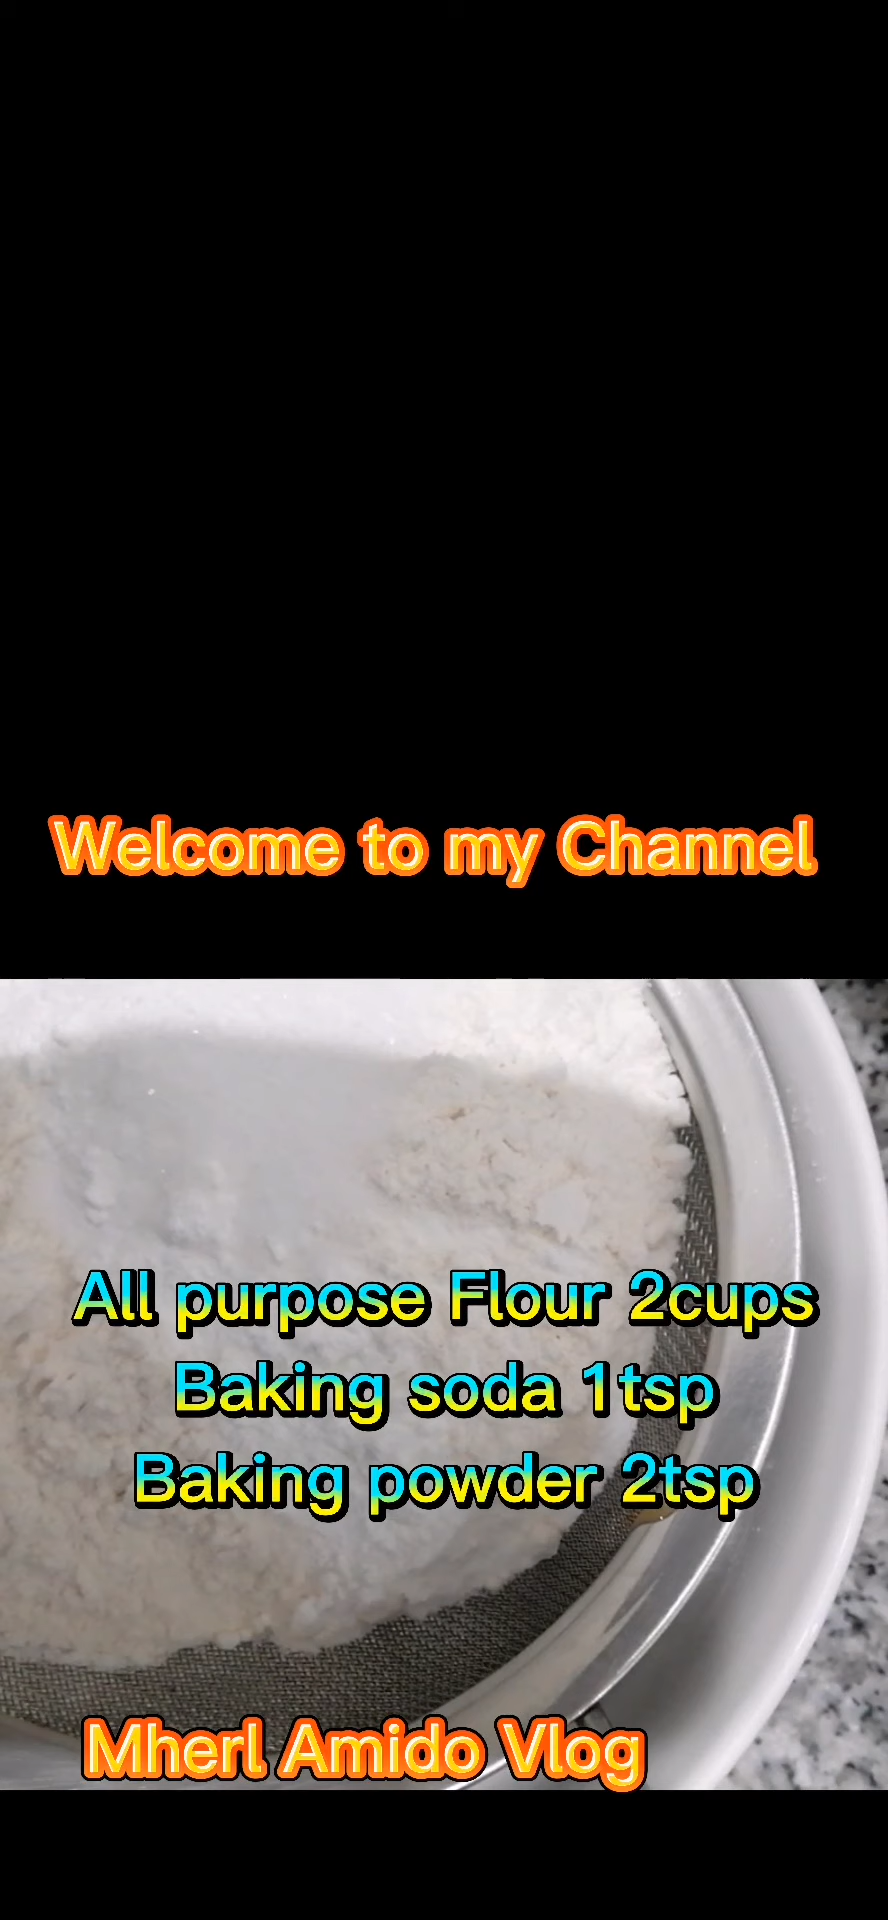 Welcome to my Channel
All purpose Flour 2cups
Baking soda 1tsp
Baking powder 2tsp
Mherl Amido Vlog